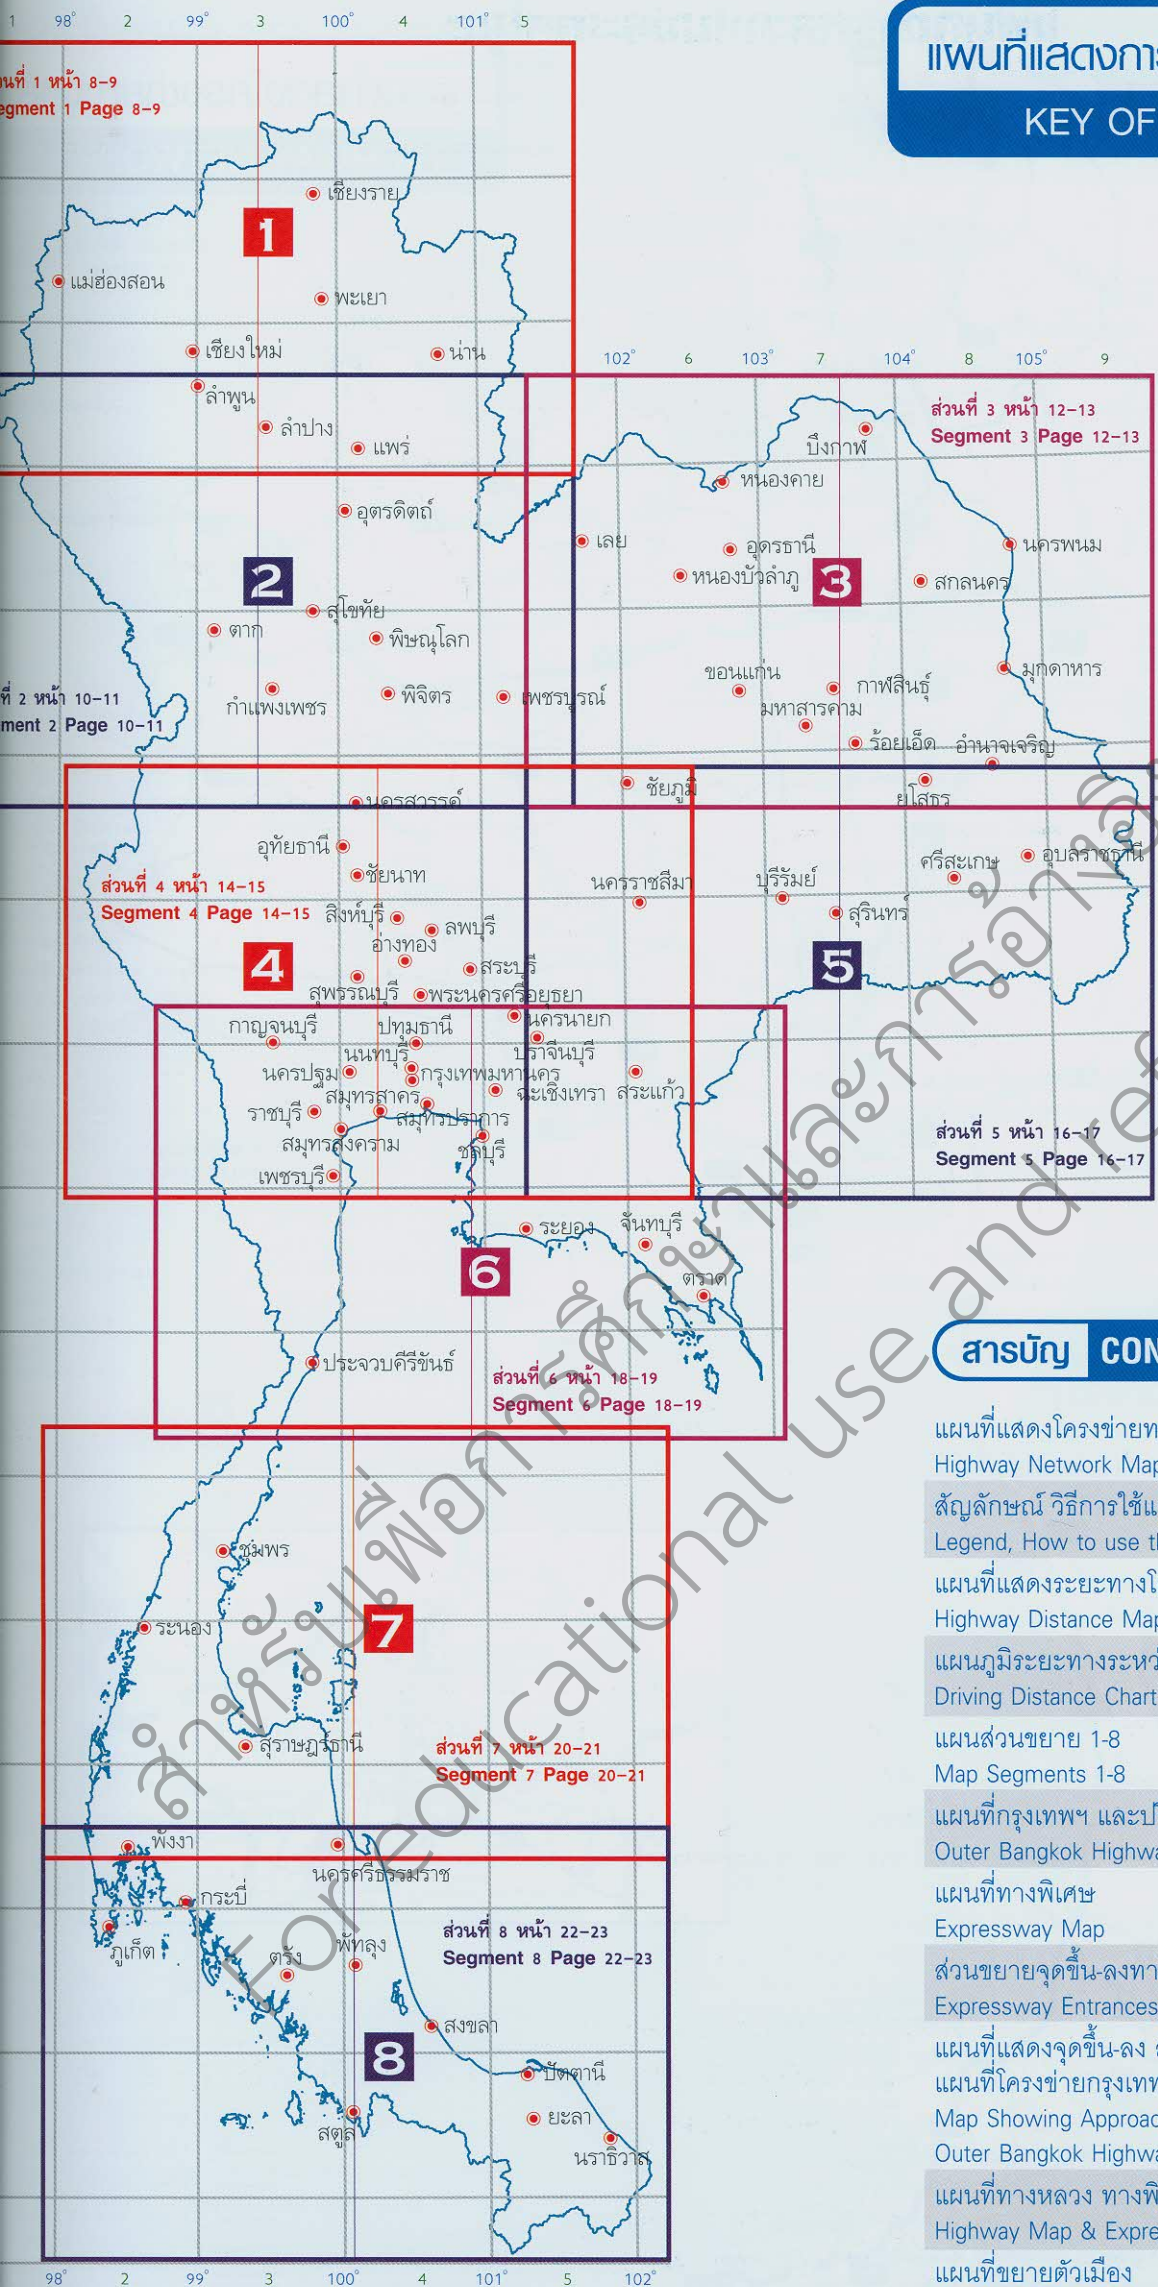 1 98° 2 99° 3 100° 4 101° 5
แผนที่แสดงการ
KEY OF
ส่วนที่ 1 หน้า 8-9
egment 1 Page 8-9
เชียงราย
1
แม่ฮ่องสอน
พะเยา
เชียงใหม่
น่าน
102° 6 103° 7 104° 8 105° 9
ลำพูน
ลำปาง
แพร่
ส่วนที่ 3 หน้า 12-13
Segment 3 Page 12-13
บึงกาฬ
หนองคาย
อุตรดิตถ์
เลย
อุดรธานี
นครพนม
2
หนองบัวลำภู
3
สกลนคร
สุโขทัย
ตาก
พิษณุโลก
มุกดาหาร
ขอนแก่น
กาฬสินธุ์
กำแพงเพชร
พิจิตร
เพชรบูรณ์
ที่ 2 หน้า 10-11
ment 2 Page 10-11
มหาสารคาม
ร้อยเอ็ด
อำนาจเจริญ
ชัยภูมิ
ยโสธร
นครสวรรค์
อุทัยธานี
ชัยนาท
ศรีสะเกษ
อุบลราชธานี
ส่วนที่ 4 หน้า 14-15
Segment 4 Page 14-15
นครราชสีมา
บุรีรัมย์
สุรินทร์
สิงห์บุรี
ลพบุรี
อ่างทอง
4
สระบุรี
5
สุพรรณบุรี
พระนครศรีอยุธยา
กาญจนบุรี
ปทุมธานี
นครนายก
นนทบุรี
ปราจีนบุรี
นครปฐม
กรุงเทพมหานคร
สมุทรสาคร
ฉะเชิงเทรา
สระแก้ว
ราชบุรี
สมุทรปราการ
สมุทรสงคราม
ชลบุรี
ส่วนที่ 5 หน้า 16-17
Segment 5 Page 16-17
เพชรบุรี
ระยอง
จันทบุรี
6
ตราด
ประจวบคีรีขันธ์
ส่วนที่ 6 หน้า 18-19
Segment 6 Page 18-19
สารบัญ CON
แผนที่แสดงโครงข่ายท
Highway Network Map
สัญลักษณ์ วิธีการใช้แ
Legend, How to use th
แผนที่แสดงระยะทางโ
Highway Distance Map
แผนภูมิระยะทางระหว่
Driving Distance Chart
แผนส่วนขยาย 1-8
Map Segments 1-8
แผนที่กรุงเทพฯ และป
Outer Bangkok Highwa
แผนที่ทางพิเศษ
Expressway Map
ส่วนขยายจุดขึ้น-ลงทา
Expressway Entrances
แผนที่แสดงจุดขึ้น-ลง
แผนที่โครงข่ายกรุงเทพ
Map Showing Approac
Outer Bangkok Highwa
แผนที่ทางหลวง ทางพิ
Highway Map & Expre
แผนที่ขยายตัวเมือง
ชุมพร
7
ระนอง
สุราษฎร์ธานี
ส่วนที่ 7 หน้า 20-21
Segment 7 Page 20-21
พังงา
นครศรีธรรมราช
กระบี่
ภูเก็ต
ตรัง
พัทลุง
ส่วนที่ 8 หน้า 22-23
Segment 8 Page 22-23
สงขลา
8
ปัตตานี
สตูล
ยะลา
นราธิวาส
98° 2 99° 3 100° 4 101° 5 102°
สำหรับเพื่อการศึกษาและการอ้างอิ
For educational use and ref